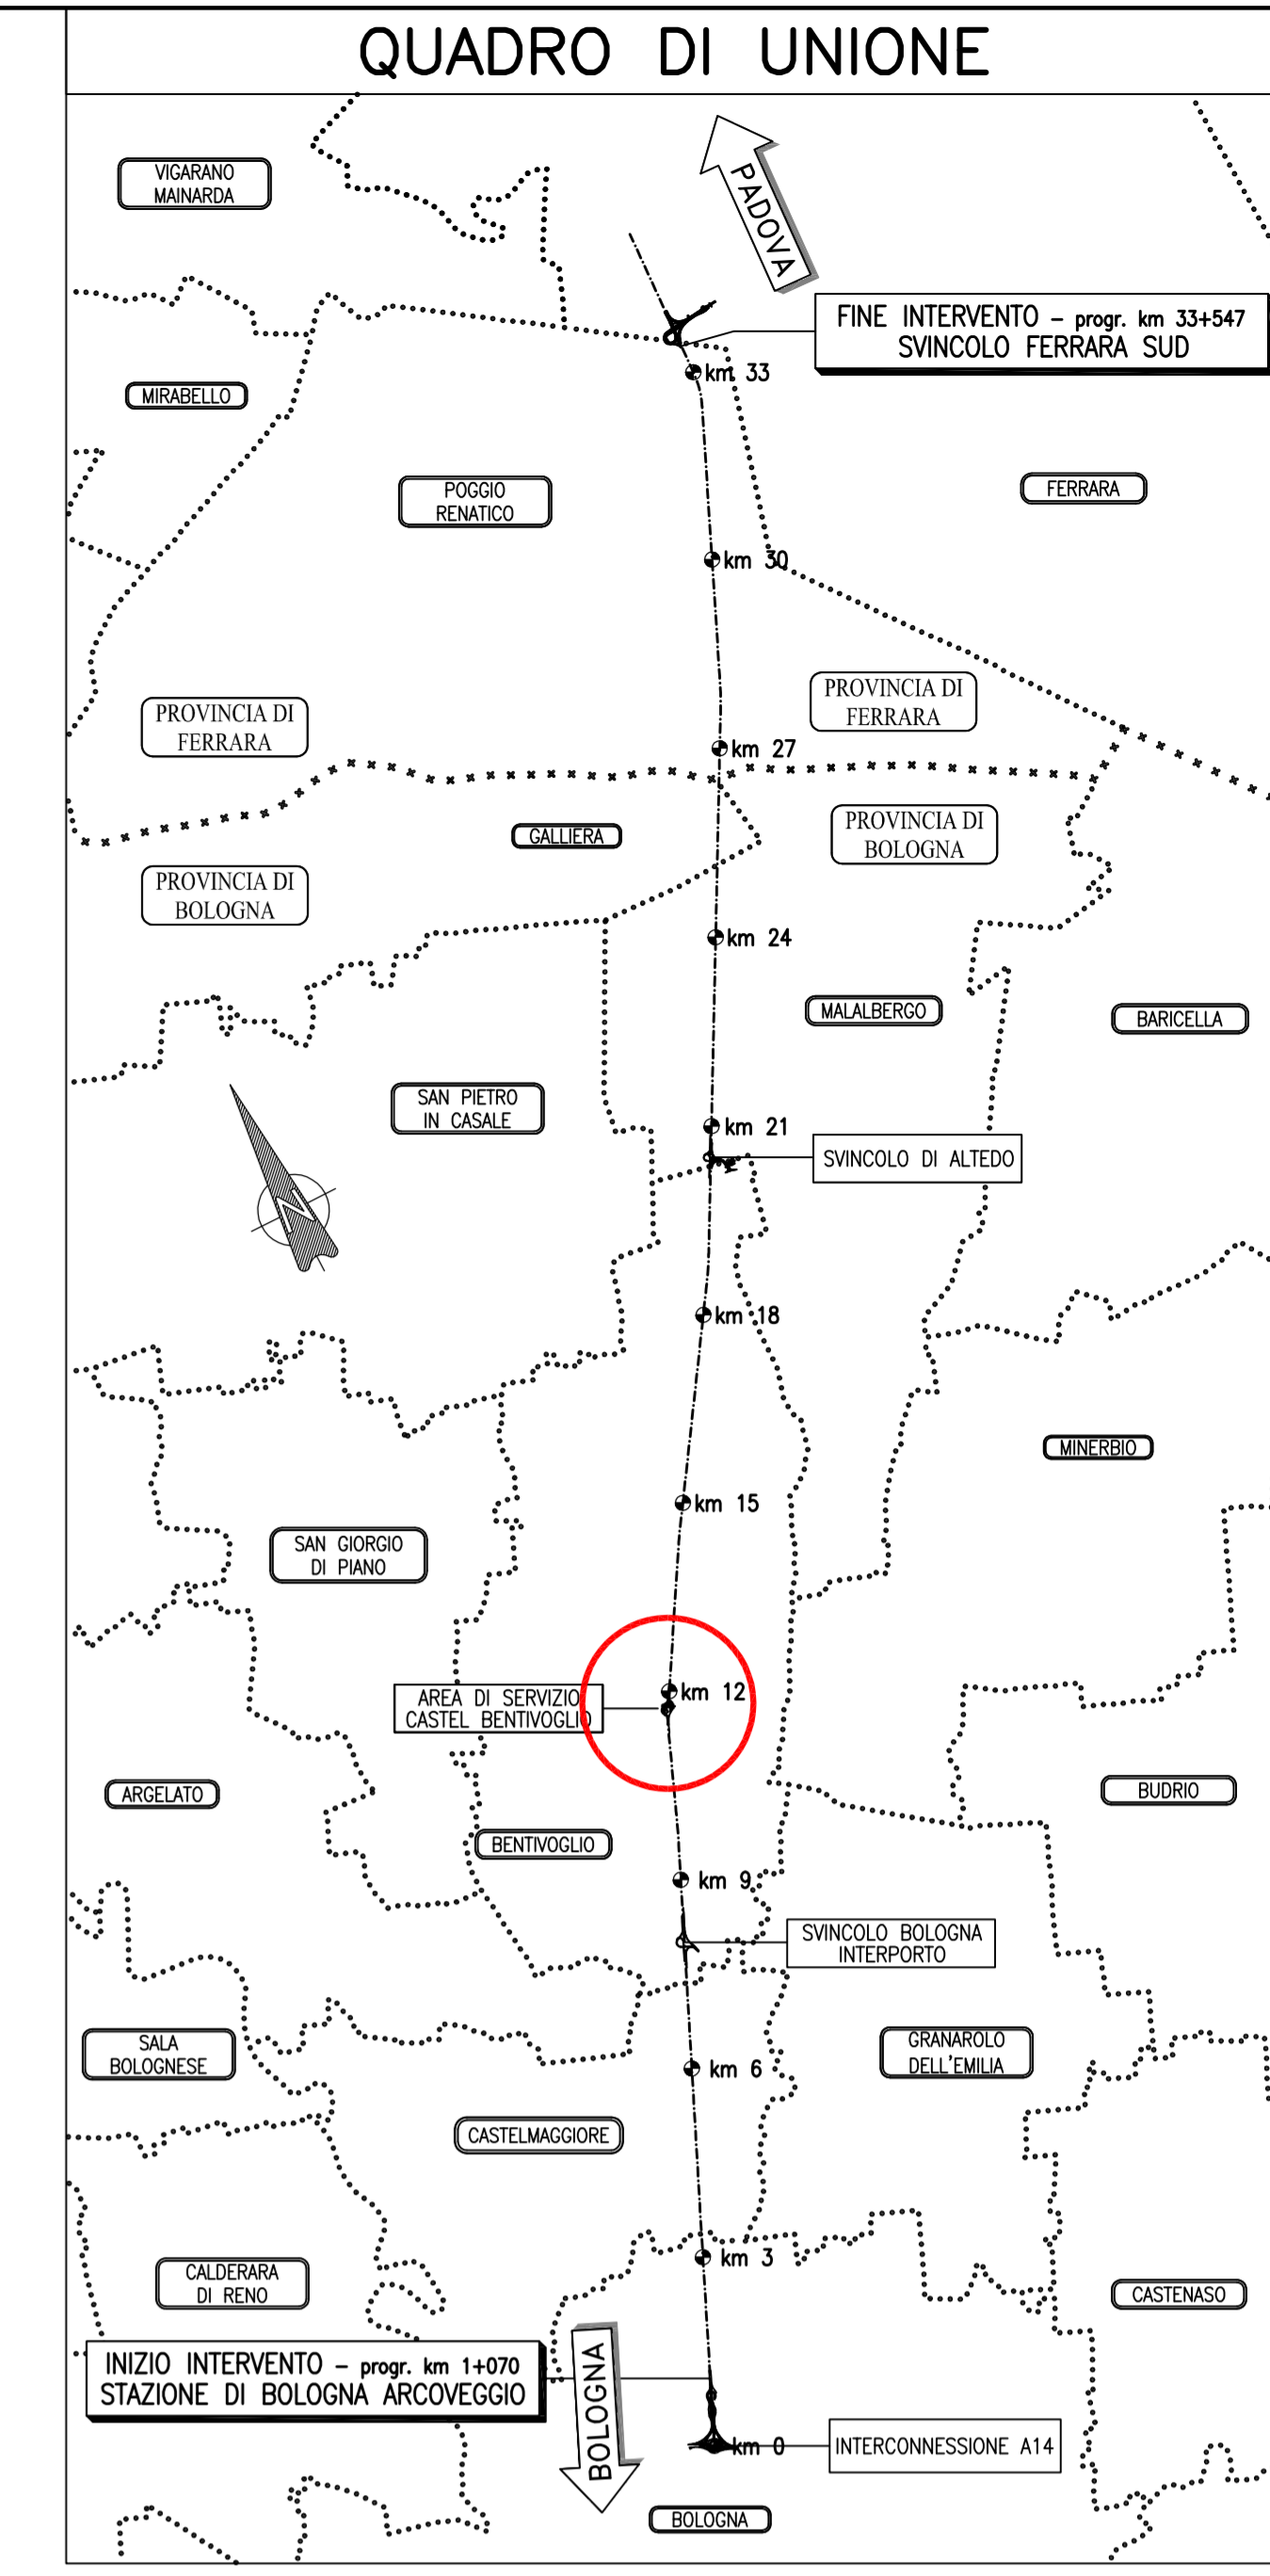 QUADRO DI UNIONE
VIGARANO
MAINARDA
PADOVA
FINE INTERVENTO – progr. km 33+547
SVINCOLO FERRARA SUD
km 33
MIRABELLO
POGGIO
RENATICO
FERRARA
km 30
PROVINCIA DI
FERRARA
PROVINCIA DI
FERRARA
km 27
GALLIERA
PROVINCIA DI
BOLOGNA
PROVINCIA DI
BOLOGNA
km 24
MALALBERGO
BARICELLA
SAN PIETRO
IN CASALE
km 21
SVINCOLO DI ALTEDO
N
km 18
MINERBIO
km 15
SAN GIORGIO
DI PIANO
km 12
AREA DI SERVIZIO
CASTEL BENTIVOGLIO
ARGELATO
BUDRIO
BENTIVOGLIO
km 9
SVINCOLO BOLOGNA
INTERPORTO
SALA
BOLOGNESE
GRANAROLO
DELL'EMILIA
km 6
CASTELMAGGIORE
km 3
CALDERARA
DI RENO
CASTENASO
INIZIO INTERVENTO – progr. km 1+070
STAZIONE DI BOLOGNA ARCOVEGGIO
BOLOGNA
km 0
INTERCONNESSIONE A14
BOLOGNA